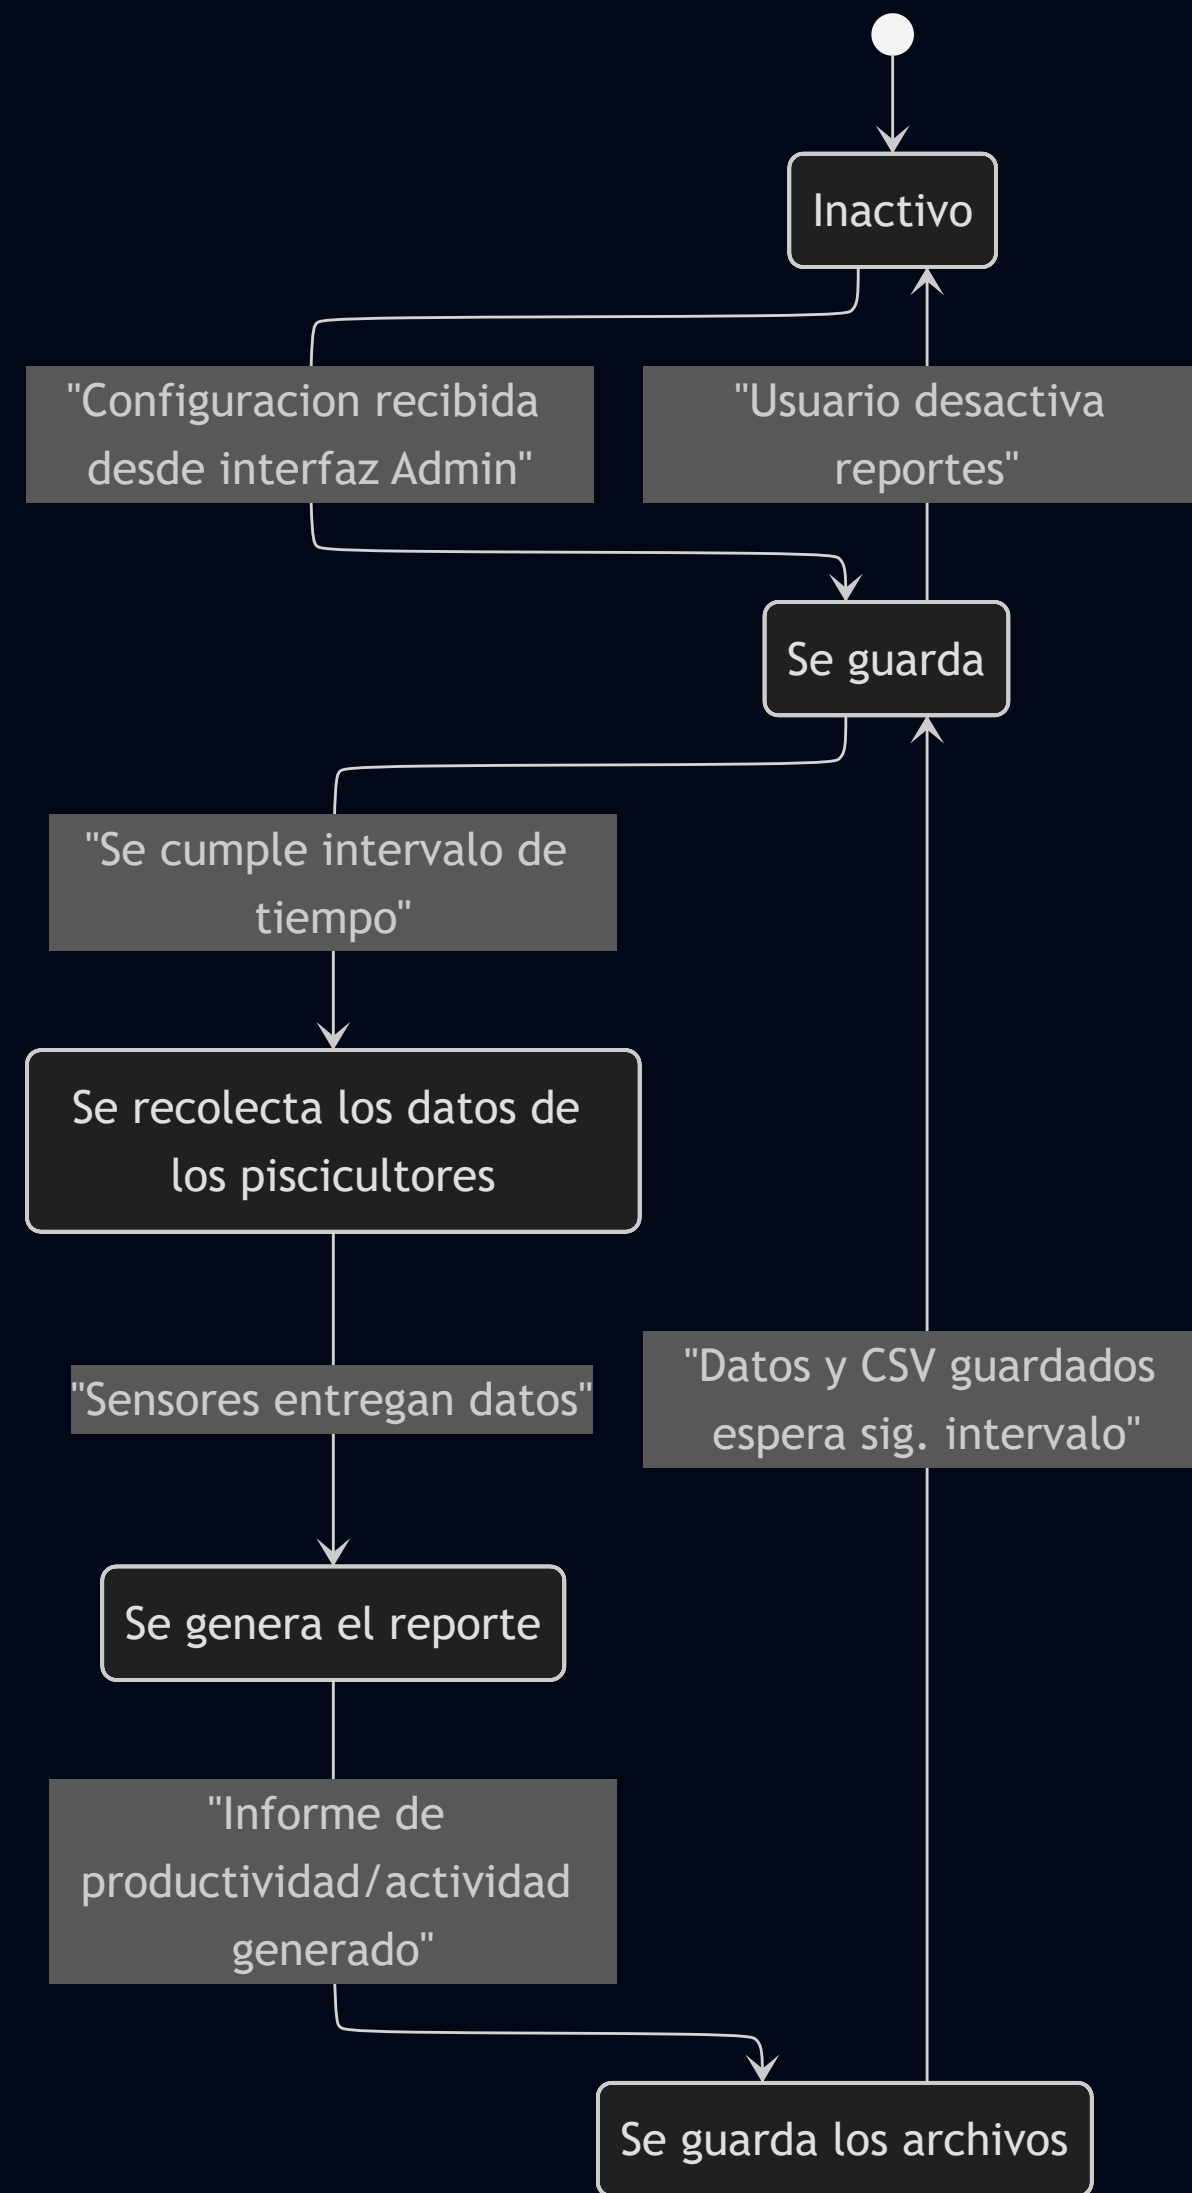 Inactivo
"Configuracion recibida
desde interfaz Admin"
"Usuario desactiva
reportes"
Se guarda
"Se cumple intervalo de
tiempo"
Se recolecta los datos de
los piscicultores
"Sensores entregan datos"
"Datos y CSV guardados
espera sig. intervalo"
Se genera el reporte
"Informe de
productividad/actividad
generado"
Se guarda los archivos